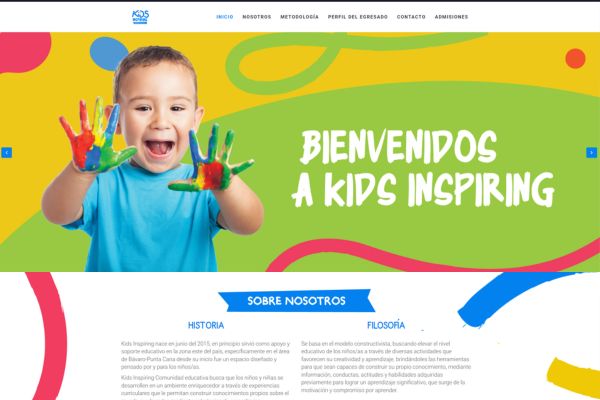 KIDS
INSPIRING
INICIO NOSOTROS METODOLOGÍA PERFIL DEL EGRESADO CONTACTO ADMISIONES
BIENVENIDOS
A KIDS INSPIRING
SOBRE NOSOTROS
HISTORIA
Kids Inspiring nace en junio del 2015, en principio sirvió como apoyo y
soporte educativo en la zona este del país, específicamente en el área
de Bávaro-Punta Cana desde su inicio fue un espacio diseñado y
pensado por y para los niños/as.
Kids Inspiring Comunidad educativa busca que los niños y niñas se
desarrollen en un ambiente enriquecedor a través de experiencias
curriculares que le permitan construir conocimientos propios sobre el
FILOSOFÍA
Se basa en el modelo constructivista, buscando elevar el nivel
educativo de los niños/as a través de diversas actividades que
favorecen su creatividad y aprendizaje, brindándoles las herramientas
para que sean capaces de construir su propio conocimiento, mediante
información, conductas, actitudes y habilidades adquiridas
previamente para lograr un aprendizaje significativo, que surge de la
motivación y compromiso por aprender.